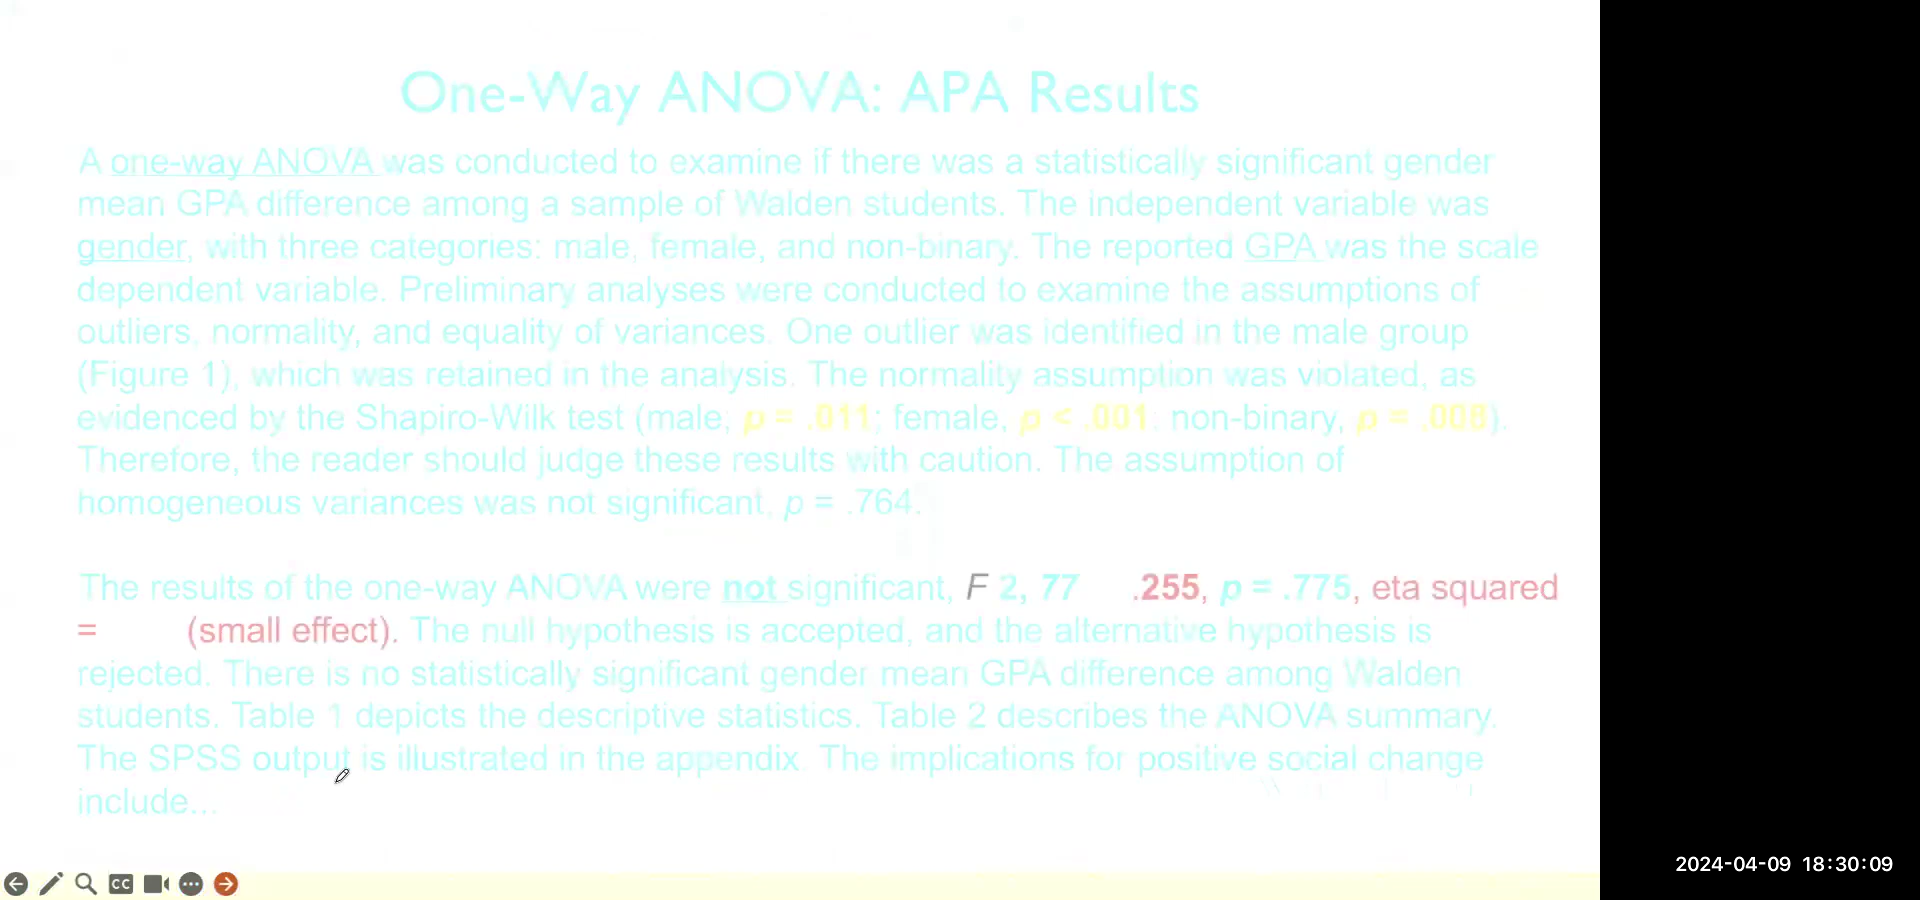 One-Way ANOVA: APA Results
A one-way ANOVA was conducted to examine if there was a statistically significant gender
mean GPA difference among a sample of Walden students. The independent variable was
gender, with three categories: male, female, and non-binary. The reported GPA was the scale
dependent variable. Preliminary analyses were conducted to examine the assumptions of
outliers, normality, and equality of variances. One outlier was identified in the male group
(Figure 1), which was retained in the analysis. The normality assumption was violated, as
evidenced by the Shapiro-Wilk test (male, p = .011; female, p < .001; non-binary, p = .008).
Therefore, the reader should judge these results with caution. The assumption of
homogeneous variances was not significant, p = .764.
The results of the one-way ANOVA were not significant, F 2, 77 .255, p = .775, eta squared
= (small effect). The null hypothesis is accepted, and the alternative hypothesis is
rejected. There is no statistically significant gender mean GPA difference among Walden
students. Table 1 depicts the descriptive statistics. Table 2 describes the ANOVA summary.
The SPSS output is illustrated in the appendix. The implications for positive social change
include...
CC
2024-04-09 18:30:09